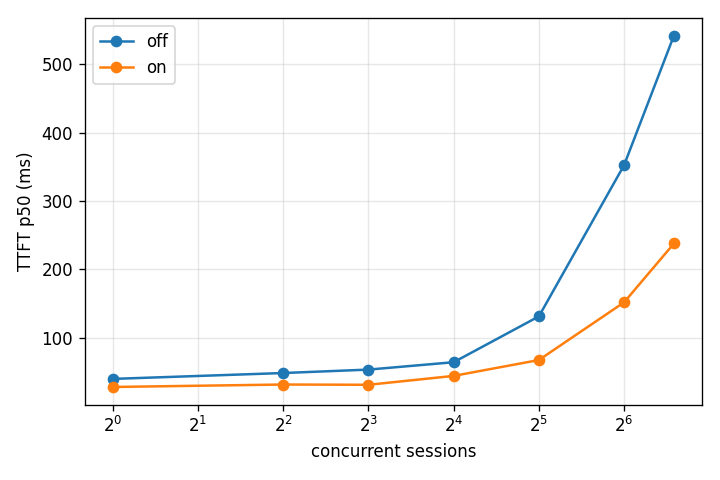 off
on
500
400
300
200
100
TTFT p50 (ms)
2⁰ 2¹ 2² 2³ 2⁴ 2⁵ 2⁶
concurrent sessions